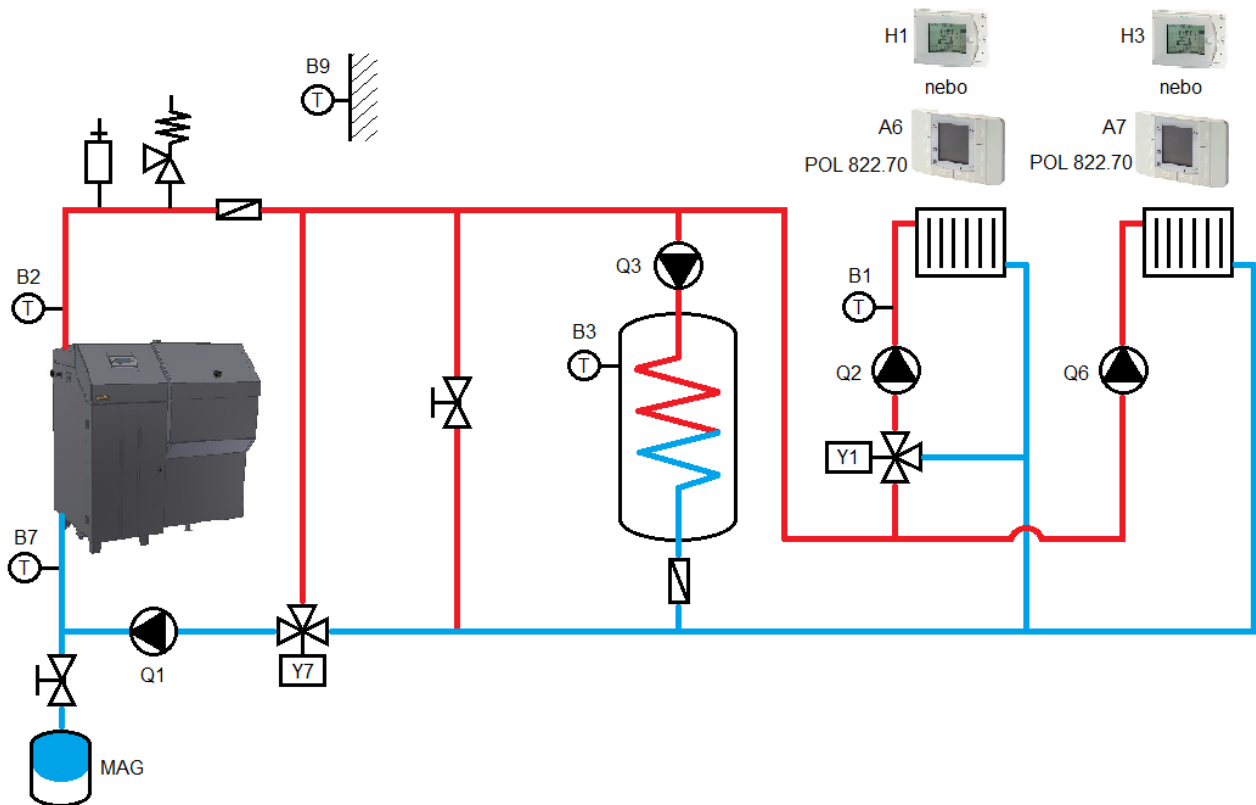 H1
H3
B9
T
nebo
nebo
A6
A7
POL 822.70
POL 822.70
B2
T
Q3
B1
T
B3
T
Q2
Q6
Y1
B7
T
Q1
Y7
MAG